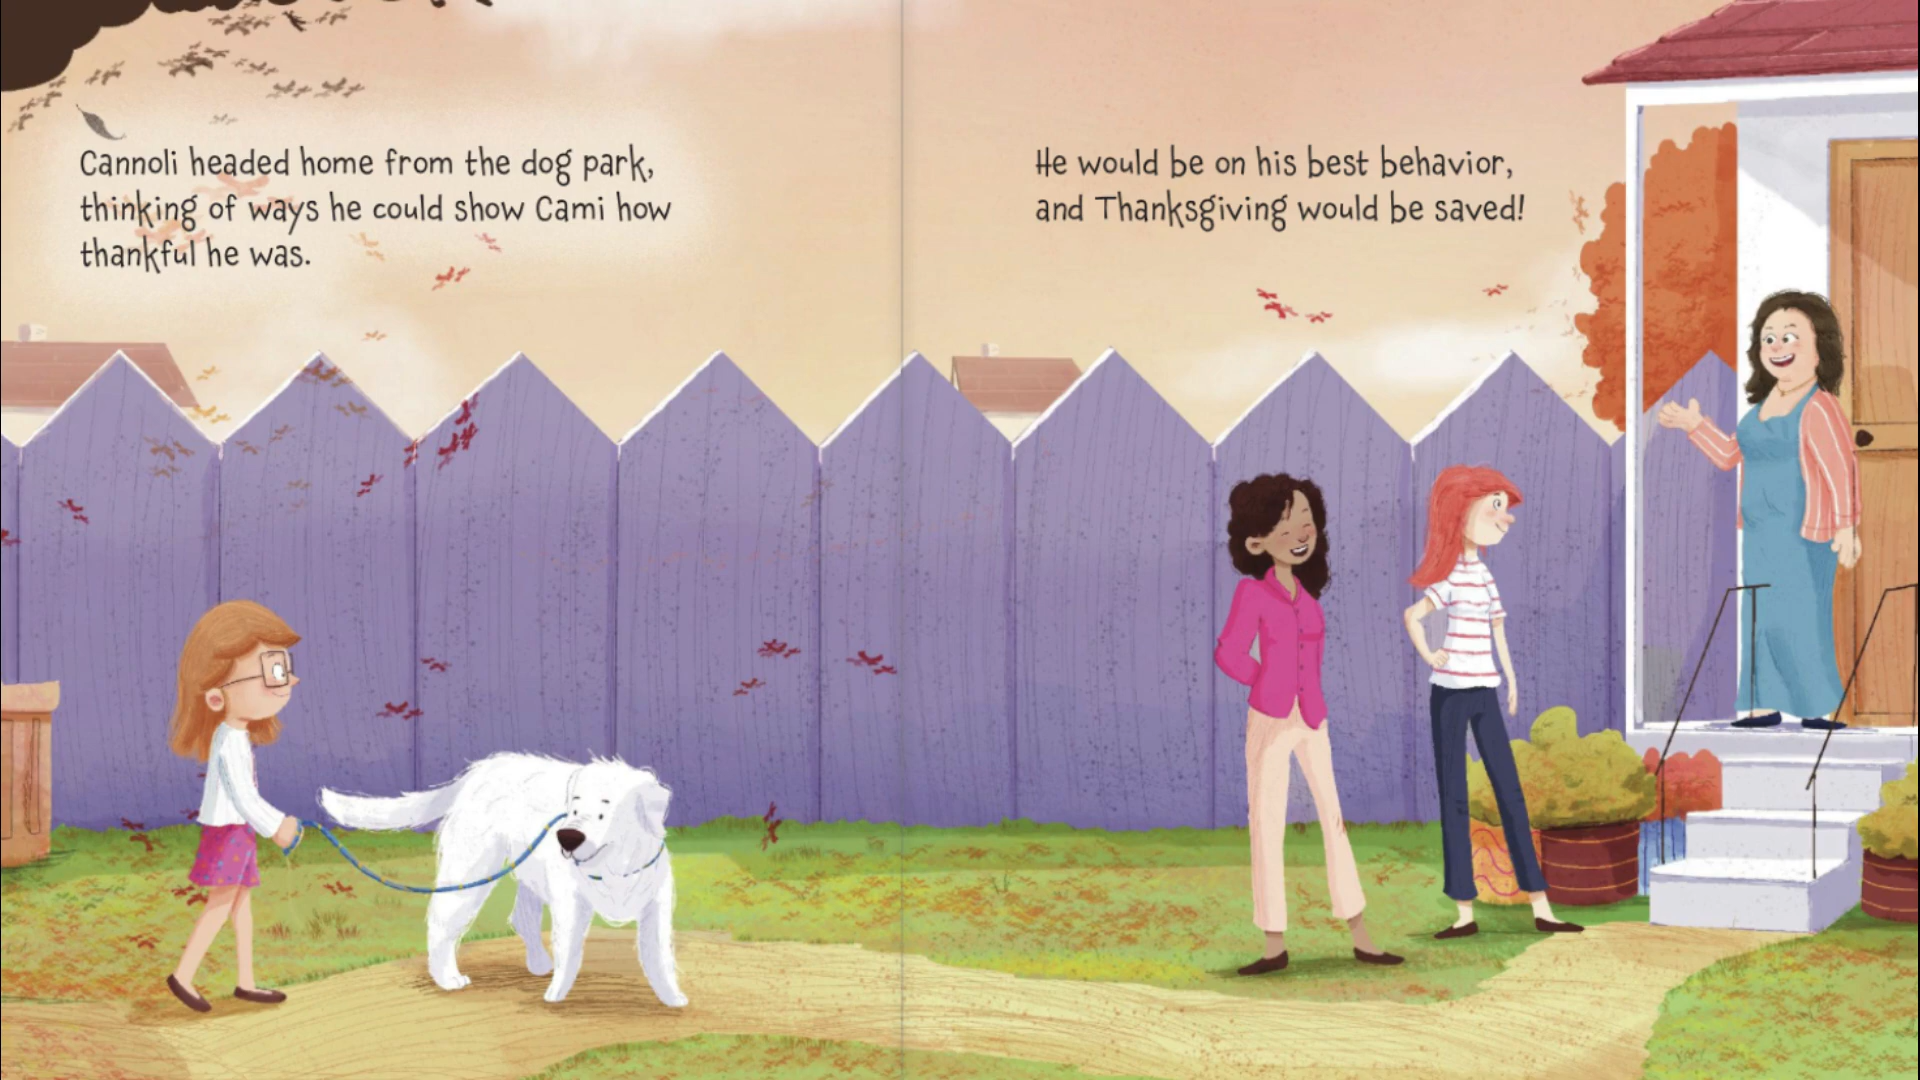 Cannoli headed home from the dog park,
thinking of ways he could show Cami how
thankful he was.
He would be on his best behavior,
and Thanksgiving would be saved!